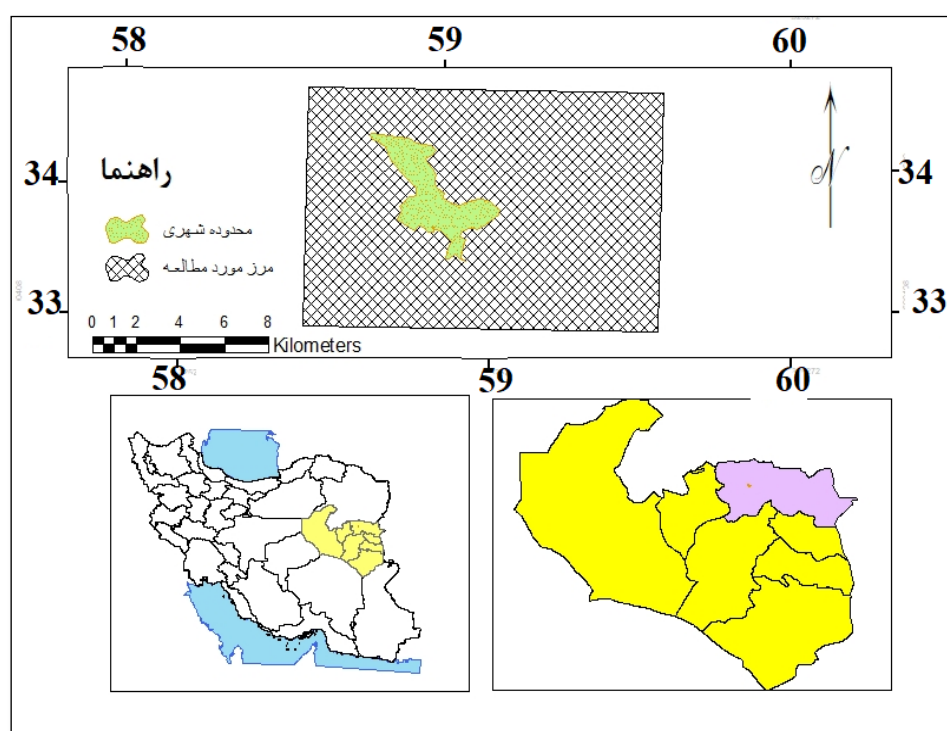 58 59 60
34 34
راهنما
محدوده شهری
مرز مورد مطالعه
33 33
0 1 2 4 6 8
Kilometers
58 59 60
N